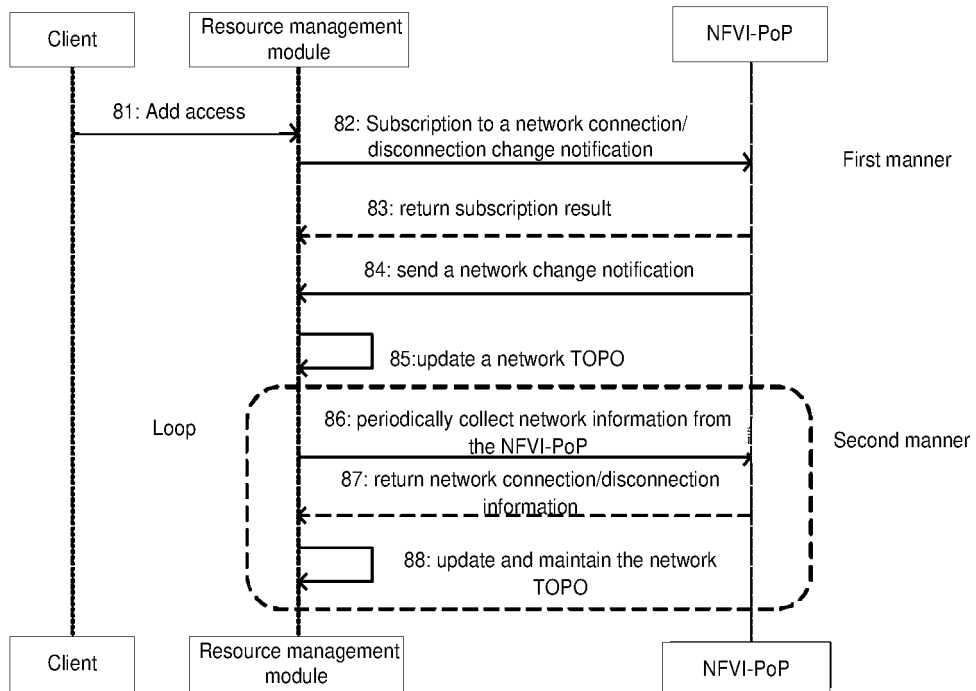 Client
Resource management
module
NFVI-PoP
81: Add access
82: Subscription to a network connection/
disconnection change notification
First manner
83: return subscription result
84: send a network change notification
85:update a network TOPO
Loop
86: periodically collect network information from
the NFVI-PoP
Second manner
87: return network connection/disconnection
information
88: update and maintain the network
TOPO
Client
Resource management
module
NFVI-PoP